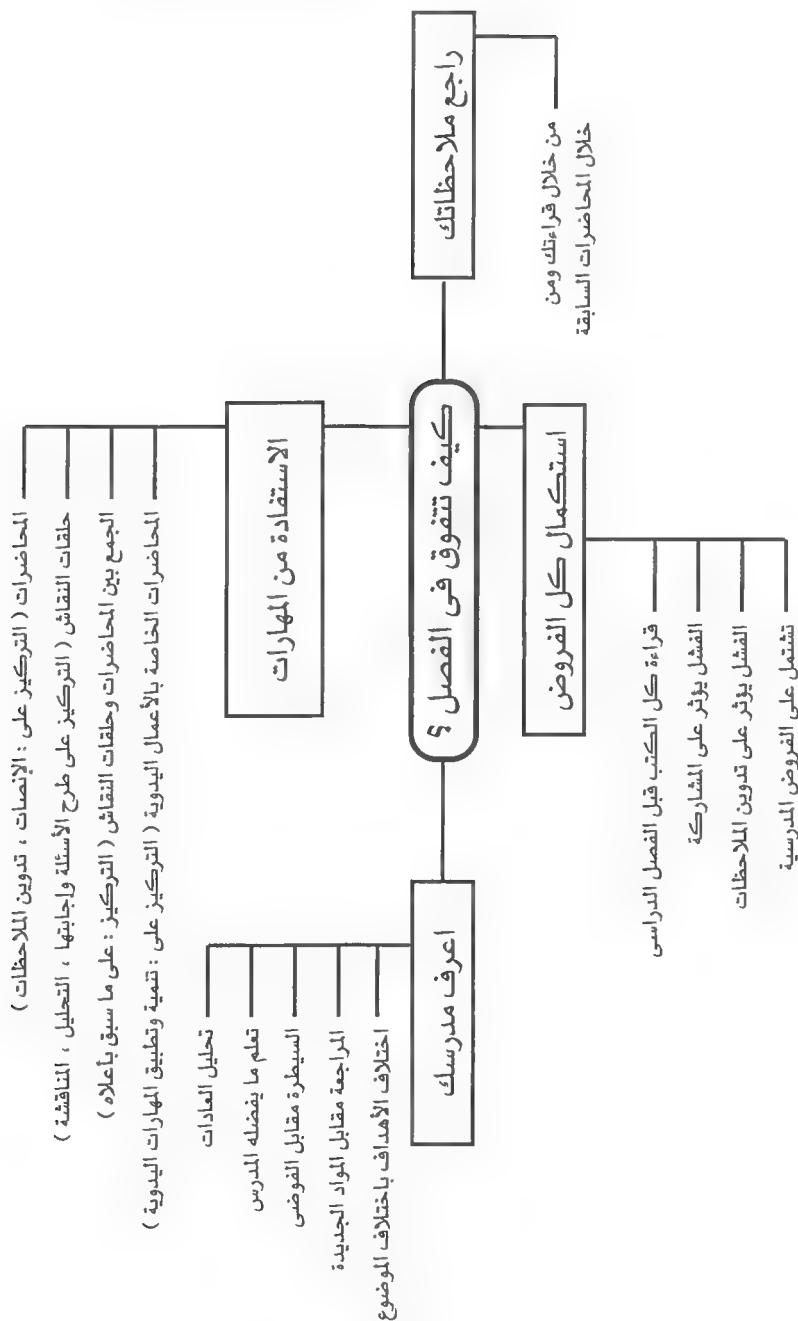 كيف تتفوق فى الفصل ؟
راجع ملاحظاتك
من خلال قراءتك ومن
خلال المحاضرات السابقة
الاستفادة من المهارات
المحاضرات ( التركيز على : الإنصات ، تدوين الملاحظات )
حلقات النقاش ( التركيز على طرح الأسئلة وإجابتها ، التحليل ، المناقشة )
الجمع بين المحاضرات وحلقات النقاش ( التركيز : على ما سبق بأعلاه )
المحاضرات الخاصة بالأعمال اليدوية ( التركيز على : تنمية وتطبيق المهارات اليدوية )
استكمال كل الفروض
قراءة كل الكتب قبل الفصل الدراسى
الفشل يؤثر على المشاركة
الفشل يؤثر على تدوين الملاحظات
تشتمل على الفروض المدرسية
اعرف مدرسك
تحليل العادات
تعلم ما يفضله المدرس
السيطرة مقابل الفوضى
المراجعة مقابل المواد الجديدة
اختلاف الأهداف باختلاف الموضوع